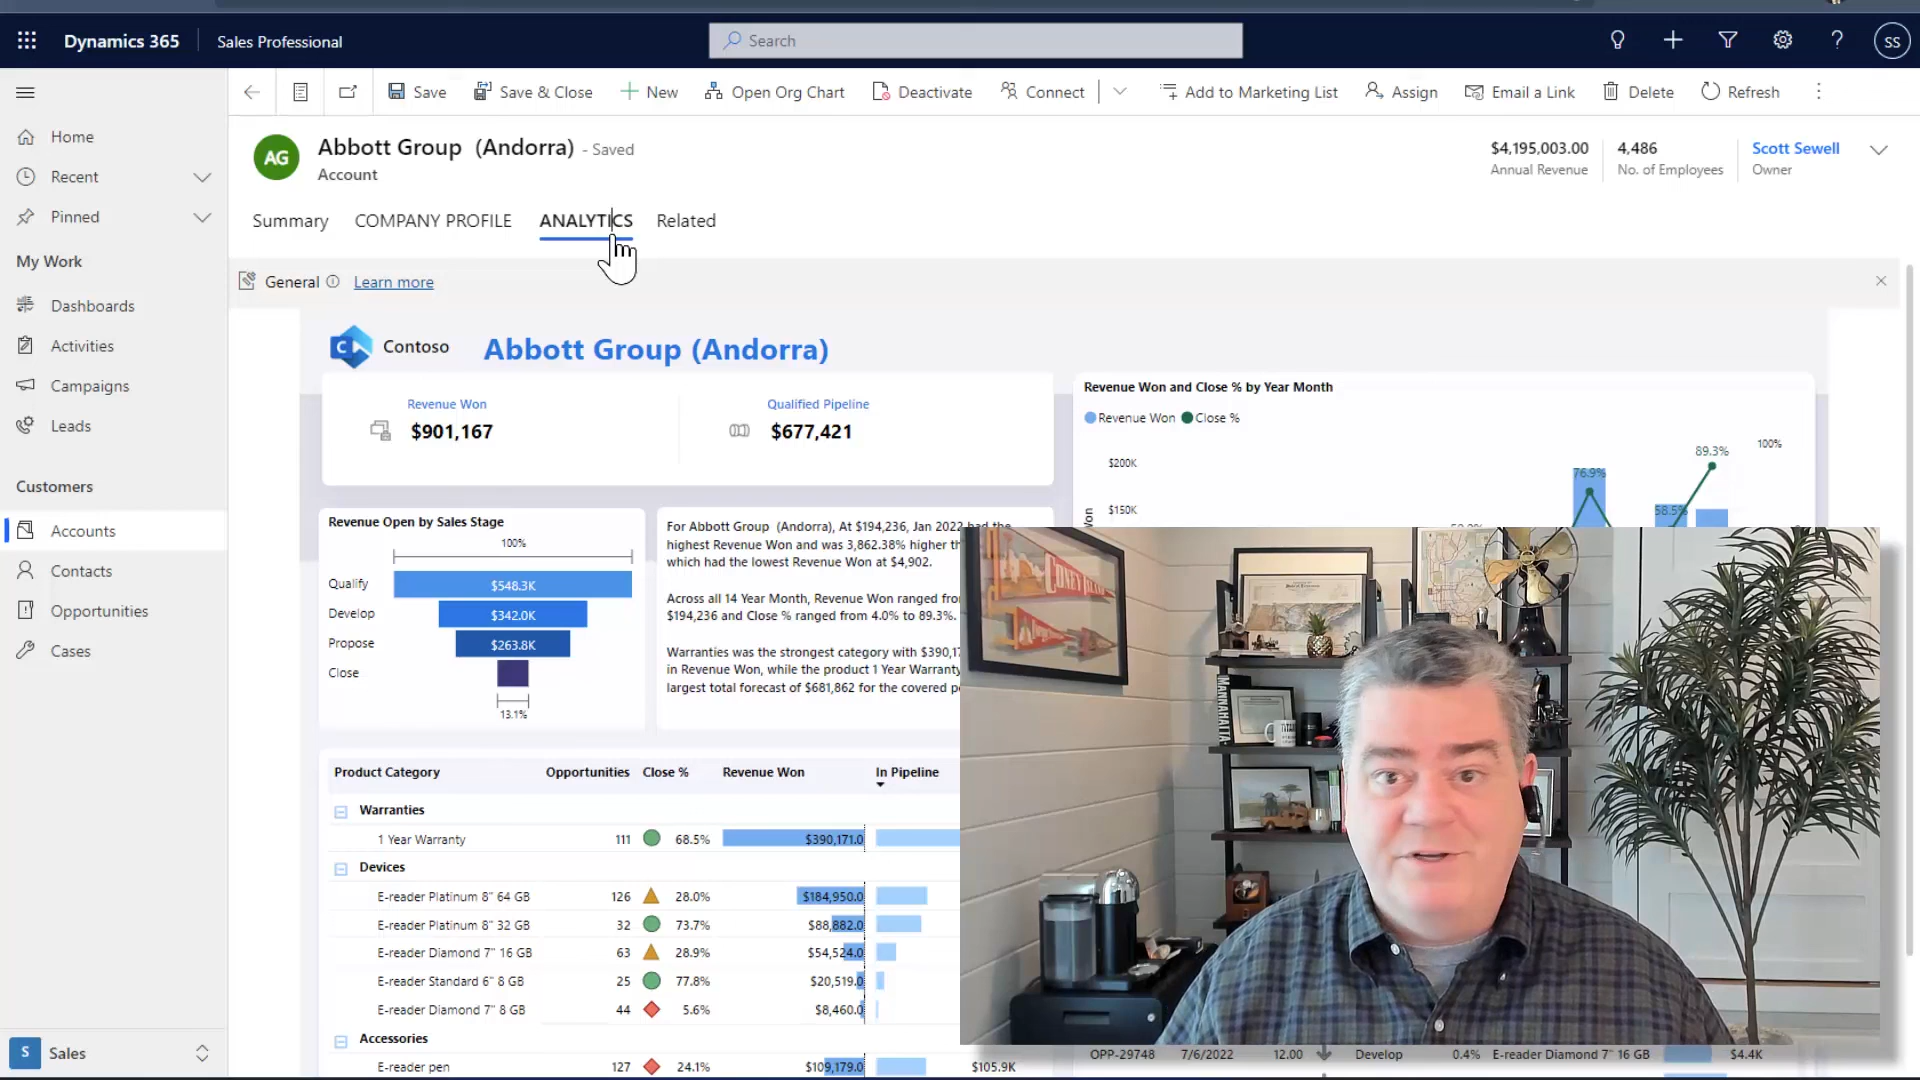 Dynamics 365
Sales Professional
Search
SS
Save
Save & Close
New
Open Org Chart
Deactivate
Connect
Add to Marketing List
Assign
Email a Link
Delete
Refresh
Home
Recent
Pinned
My Work
Dashboards
Activities
Campaigns
Leads
Customers
Accounts
Contacts
Opportunities
Cases
S
Sales
AG
Abbott Group (Andorra) - Saved
Account
$4,195,003.00
Annual Revenue
4,486
No. of Employees
Scott Sewell
Owner
Summary
COMPANY PROFILE
ANALYTICS
Related
General
Learn more
Contoso
Abbott Group (Andorra)
Revenue Won
$901,167
Qualified Pipeline
$677,421
Revenue Won and Close % by Year Month
Revenue Won
Close %
$200K
$150K
100%
76.9%
58.5%
89.3%
Revenue Open by Sales Stage
100%
Qualify
$548.3K
Develop
$342.0K
Propose
$263.8K
Close
13.1%
For Abbott Group (Andorra), At $194,236, Jan 2022 had the
highest Revenue Won and was 3,862.38% higher
which had the lowest Revenue Won at $4,902.
Across all 14 Year Month, Revenue Won ranged
$194,236 and Close % ranged from 4.0% to 89.3%.
Warranties was the strongest category with
in Revenue Won, while the product 1 Year Warranty
largest total forecast of $681,862 for the covered
Product Category Opportunities Close % Revenue Won In Pipeline
Warranties
1 Year Warranty 111 68.5% $390,171.0
Devices
E-reader Platinum 8" 64 GB 126 28.0% $184,950.0
E-reader Platinum 8" 32 GB 32 73.7% $88,882.0
E-reader Diamond 7" 16 GB 63 28.9% $54,524.0
E-reader Standard 6" 8 GB 25 77.8% $20,519.0
E-reader Diamond 7" 8 GB 44 5.6% $8,460.0
Accessories
E-reader pen 127 24.1% $109,179.0 $105.9K
CONEY ISLAND
MANNAHATTA
OPP-29748 7/6/2022 12.00 Develop 0.4% E-reader Diamond 7" 16 GB $4.4K